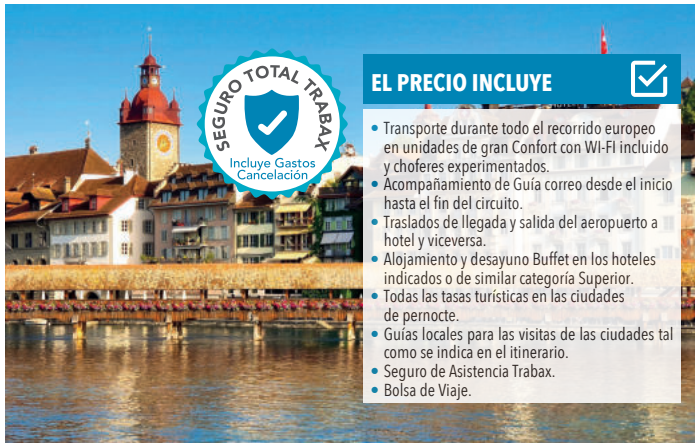 SEGURO TOTAL TRABAX
Incluye Gastos
Cancelación
EL PRECIO INCLUYE
• Transporte durante todo el recorrido europeo
en unidades de gran Confort con WI-FI incluido
y choferes experimentados.
• Acompañamiento de Guía correo desde el inicio
hasta el fin del circuito.
• Traslados de llegada y salida del aeropuerto a
hotel y viceversa.
• Alojamiento y desayuno Buffet en los hoteles
indicados o de similar categoría Superior.
• Todas las tasas turísticas en las ciudades
de pernocte.
• Guías locales para las visitas de las ciudades tal
como se indica en el itinerario.
• Seguro de Asistencia Trabax.
• Bolsa de Viaje.